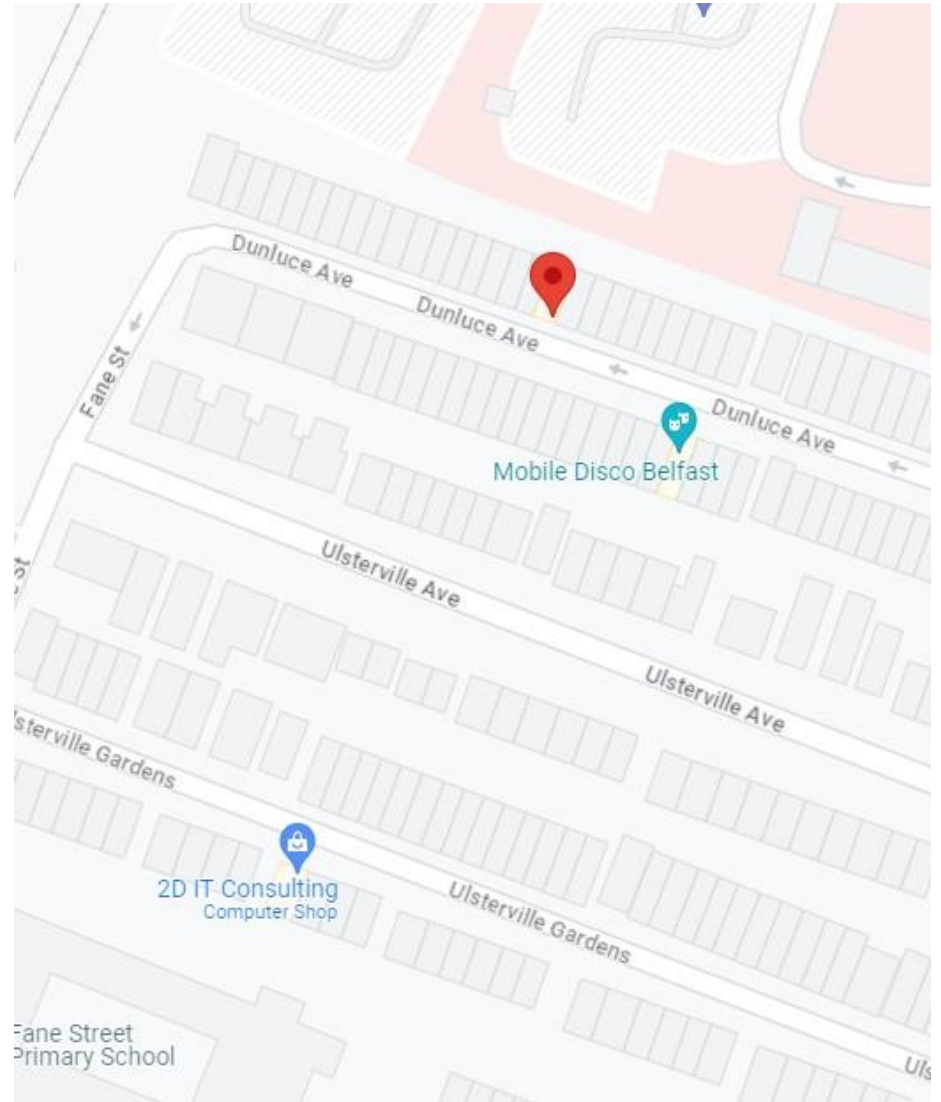 Dunluce Ave
Dunluce Ave
Fane St
Dunluce Ave
Mobile Disco Belfast
Ulsterville Ave
St
Ulsterville Ave
sterville Gardens
2D IT Consulting
Computer Shop
Ulsterville Gardens
Fane Street
Primary School
Uls